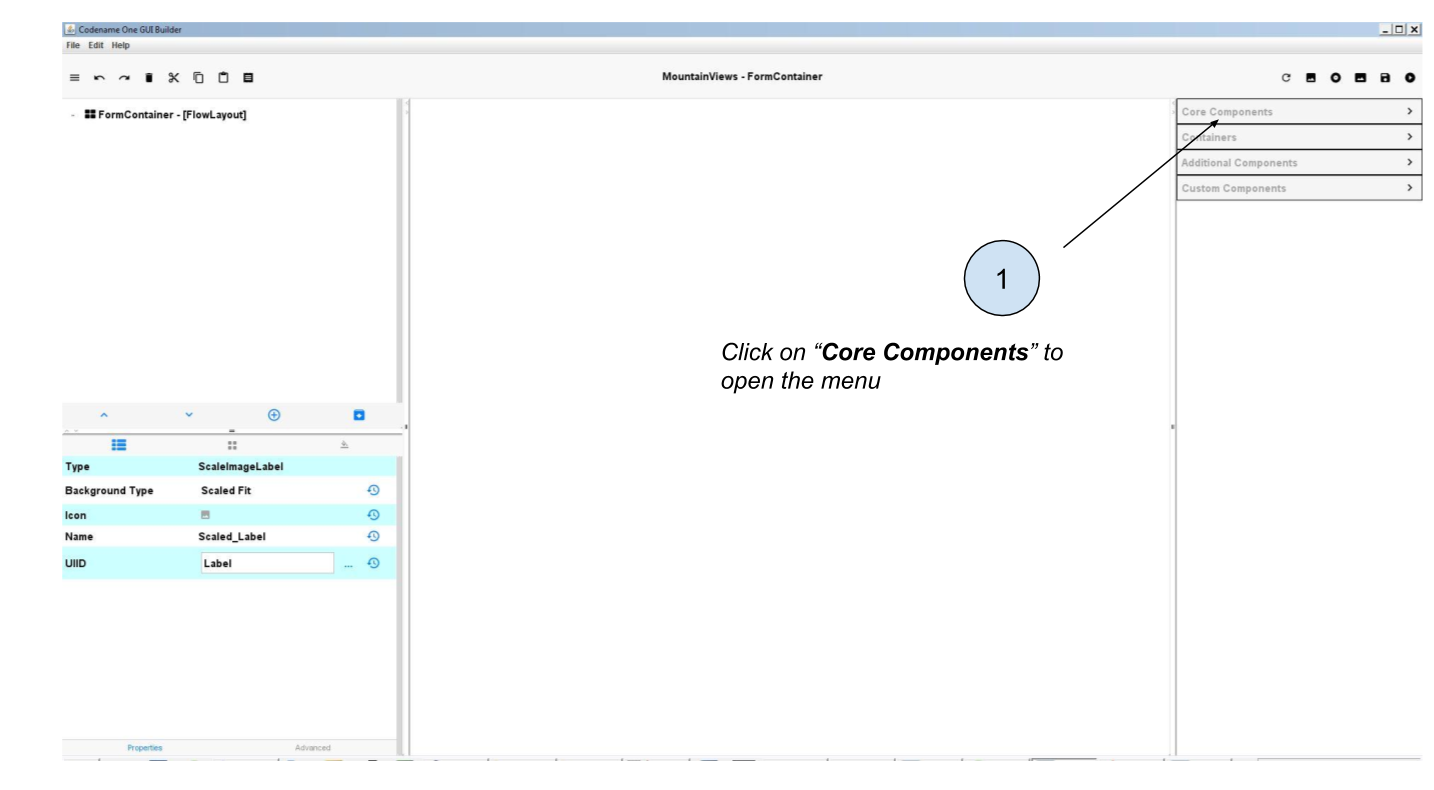 Codename One GUI Builder
File Edit Help
MountainViews - FormContainer
FormContainer - [FlowLayout]
Core Components
Containers
Additional Components
Custom Components
1
Click on “Core Components” to
open the menu
Type ScaleImageLabel
Background Type Scaled Fit
Icon
Name Scaled_Label
UIID Label ...
Properties Advanced